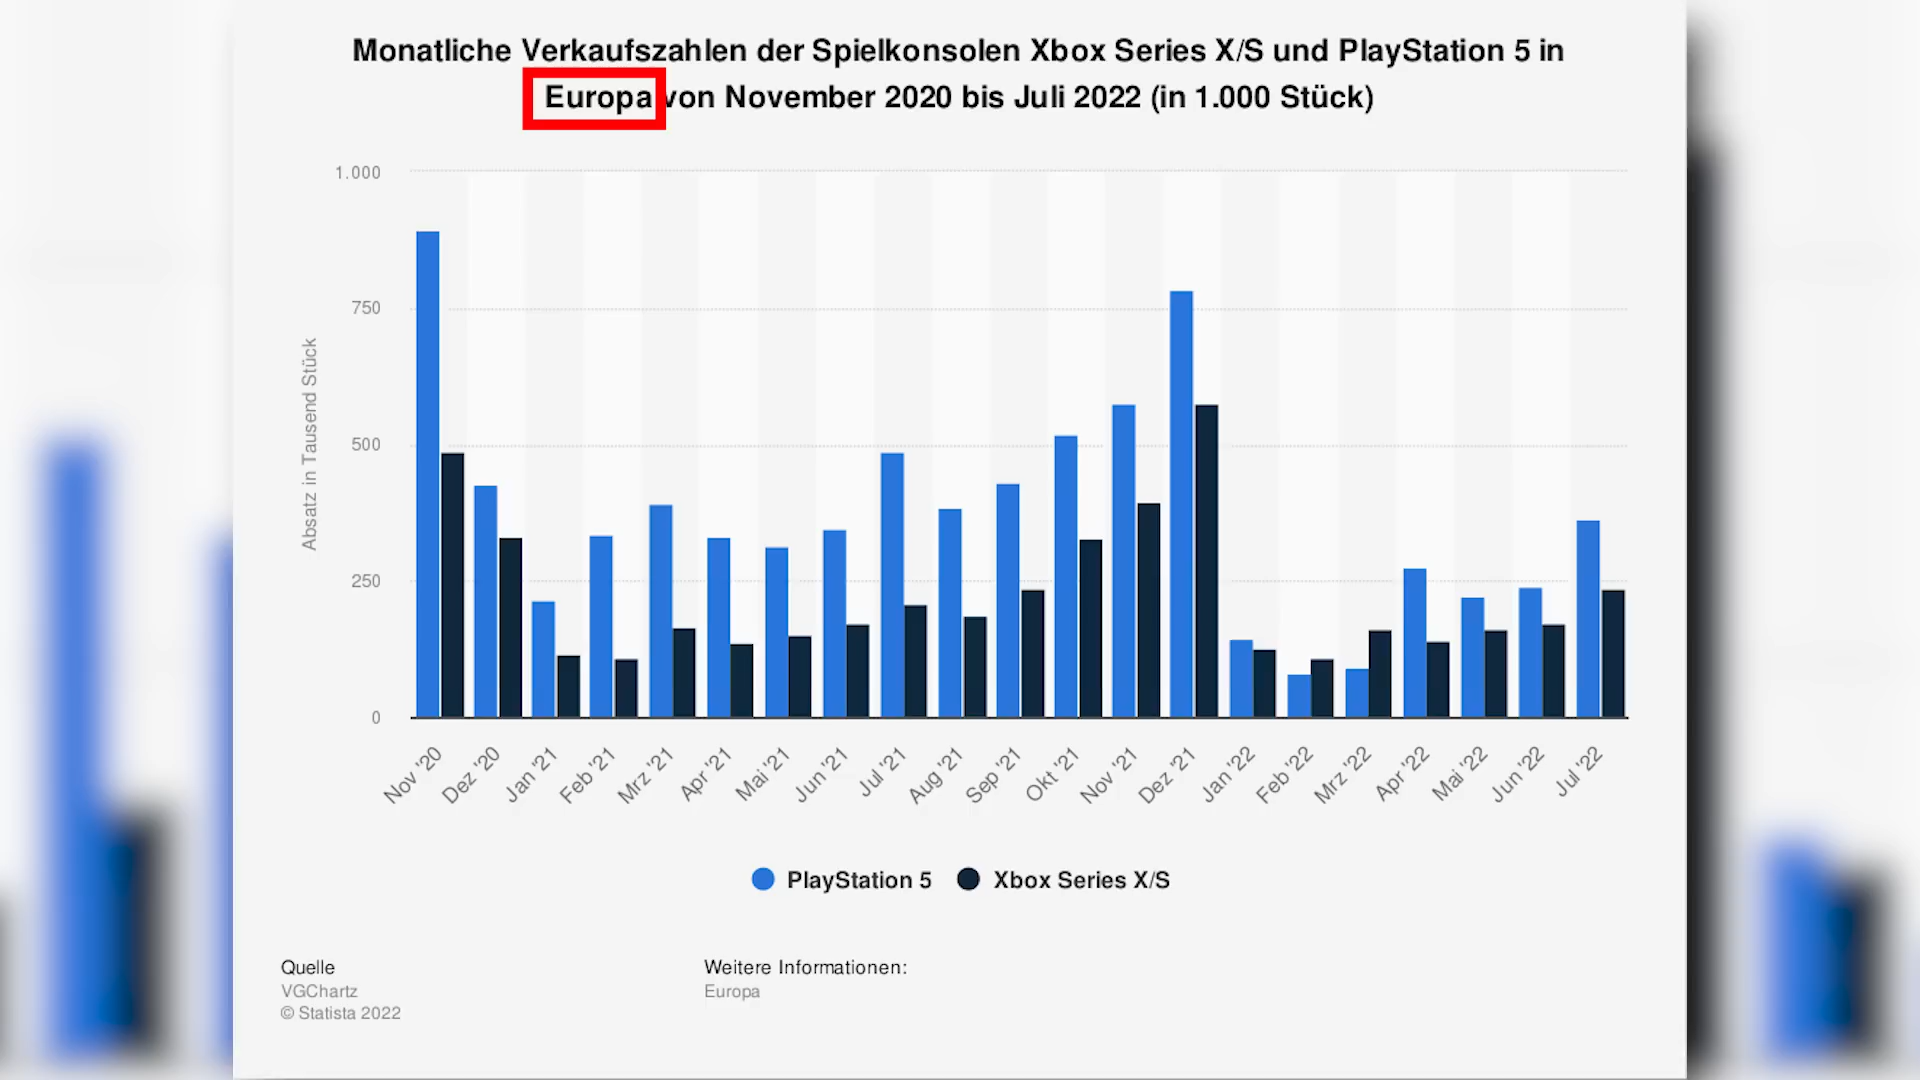 Monatliche Verkaufszahlen der Spielkonsolen Xbox Series X/S und PlayStation 5 in
Europa von November 2020 bis Juli 2022 (in 1.000 Stück)
Absatz in Tausend Stück
1.000
750
500
250
0
Nov '20 Dez '20 Jan '21 Feb '21 Mrz '21 Apr '21 Mai '21 Jun '21 Jul '21 Aug '21 Sep '21 Okt '21 Nov '21 Dez '21 Jan '22 Feb '22 Mrz '22 Apr '22 Mai '22 Jun '22 Jul '22
PlayStation 5 Xbox Series X/S
Quelle
VGChartz
© Statista 2022
Weitere Informationen:
Europa